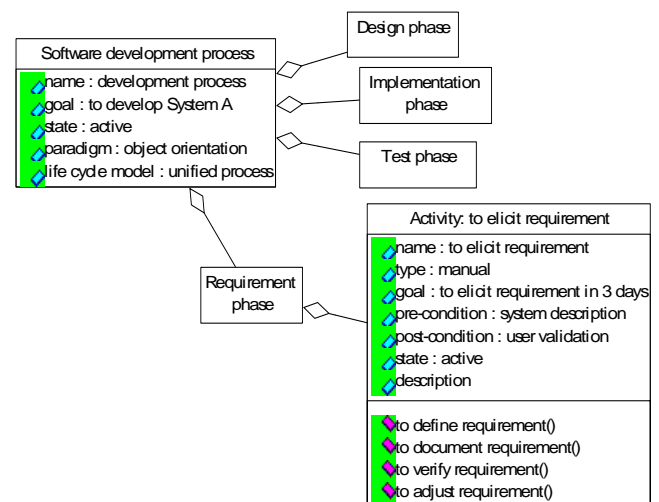 Design phase
Software development process
name : development process
goal : to develop System A
state : active
paradigm : object orientation
life cycle model : unified process
Implementation
phase
Test phase
Requirement
phase
Activity: to elicit requirement
name : to elicit requirement
type : manual
goal : to elicit requirement in 3 days
pre-condition : system description
post-condition : user validation
state : active
description
to define requirement()
to document requirement()
to verify requirement()
to adjust requirement()